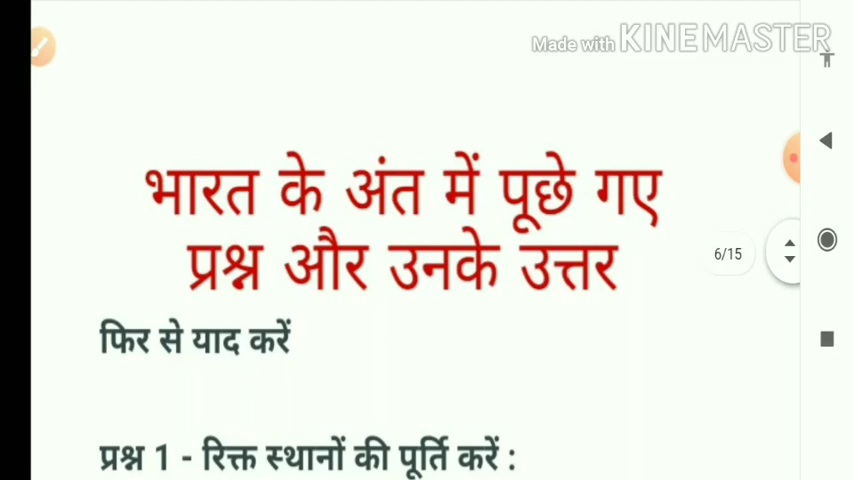 Made with KINEMASTER
भारत के अंत में पूछे गए
प्रश्न और उनके उत्तर
6/15
फिर से याद करें
प्रश्न 1 - रिक्त स्थानों की पूर्ति करें :